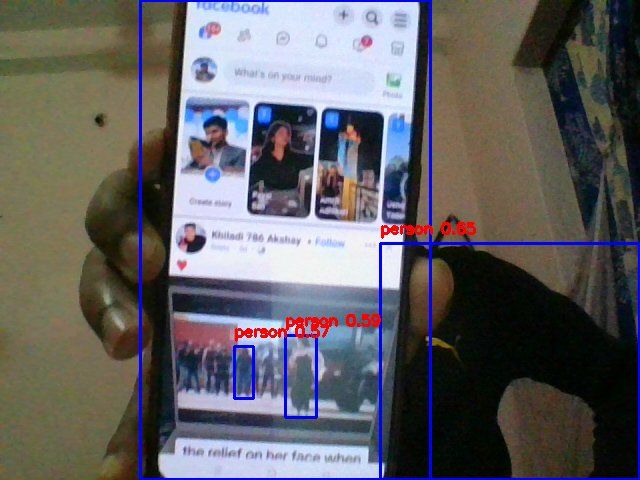 facebook
What's on your mind?
Photo
Create story
Khiladi 786 Akshay • Follow
person 0.65
person 0.59
person 0.57
the relief on her face when